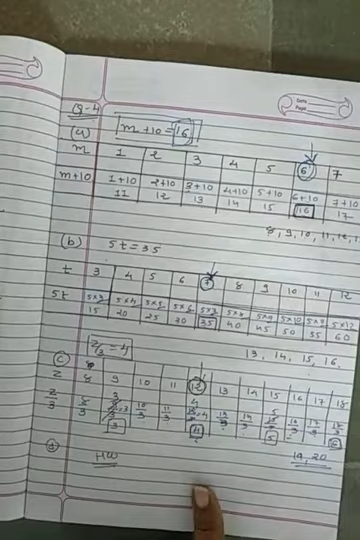 Date
Page
Q-4
(a) m+10=16
m 1 2 3 4 5 6 7
m+10 1+10 2+10 3+10 4+10 5+10 6+10 7+10
11 12 13 14 15 16 17
8, 9, 10, 11, 12, 1
(b) 5t=35
t 3 4 5 6 7 8 9 10 11 12
5t 5×3 5×4 5×5 5×6 5×7 5×8 5×9 5×10 5×11 5×12
15 20 25 30 35 40 45 50 55 60
z/3=4 13, 14, 15, 16,
(c)
z 8 9 10 11 12 13 14 15 16 17 18
z/3 8/3 9/3=3 10/3 11/3 12/3=4 13/3 14/3 15/3 16/3 17/3 18/3
3 4 5 6
(d) HW 19, 20